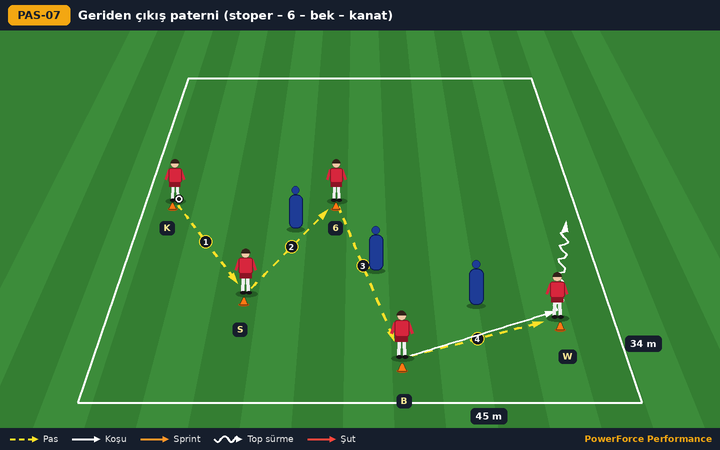 PAS-07 Geriden çıkış paterni (stoper – 6 – bek – kanat)
K
1
S
2
6
3
B
4
W
34 m
45 m
Pas Koşu Sprint Top sürme Şut PowerForce Performance